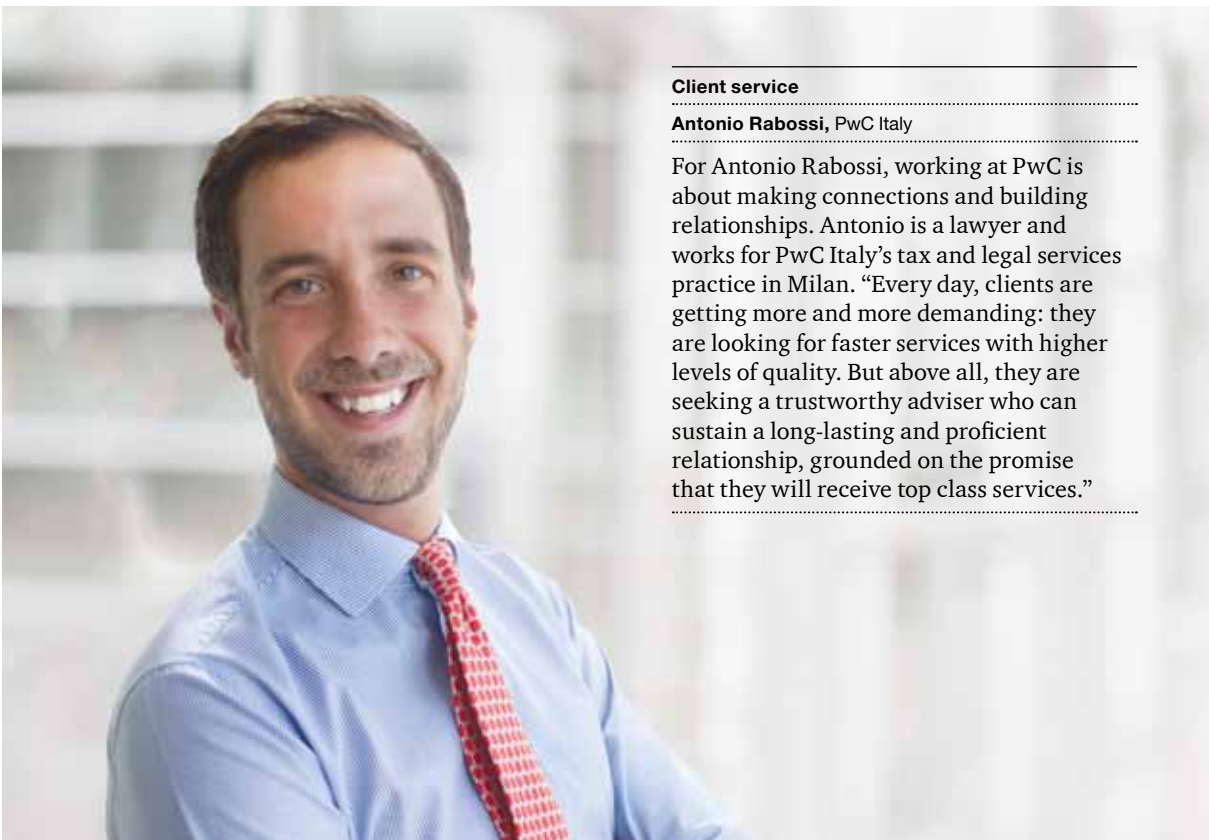 Client service
Antonio Rabossi, PwC Italy
For Antonio Rabossi, working at PwC is
about making connections and building
relationships. Antonio is a lawyer and
works for PwC Italy’s tax and legal services
practice in Milan. “Every day, clients are
getting more and more demanding: they
are looking for faster services with higher
levels of quality. But above all, they are
seeking a trustworthy adviser who can
sustain a long-lasting and proficient
relationship, grounded on the promise
that they will receive top class services.”